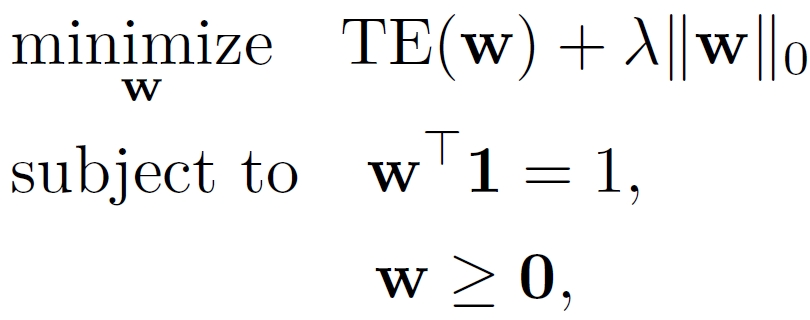 minimize TE(w) + λ‖w‖₀
w
subject to w⊤1 = 1,
w ≥ 0,